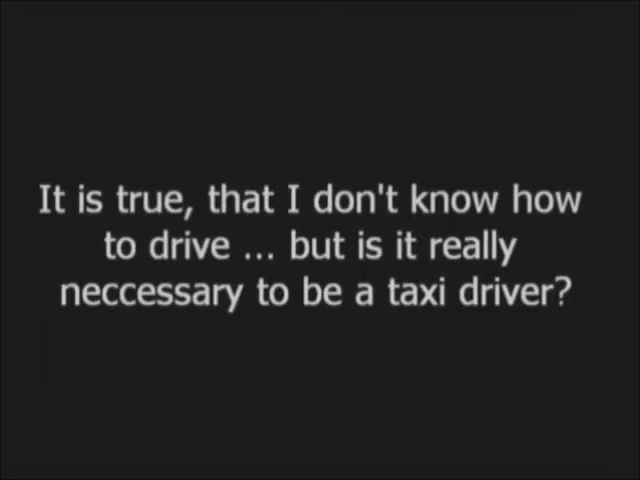 It is true, that I don't know how
to drive ... but is it really
neccessary to be a taxi driver?